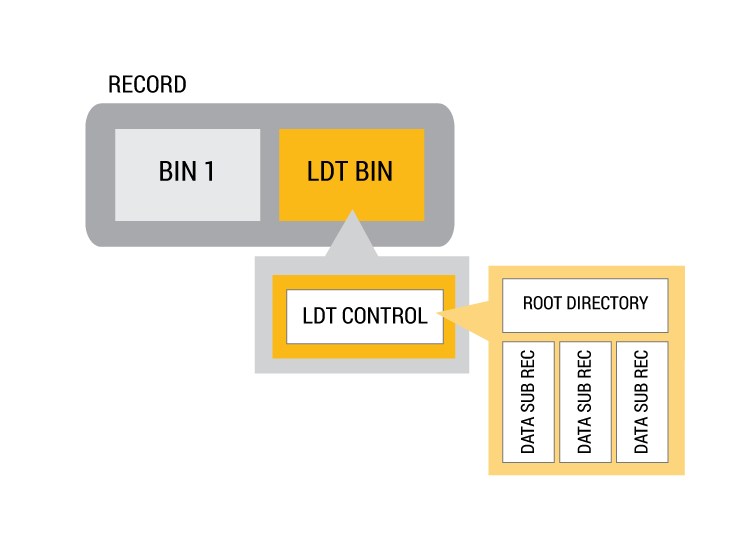 RECORD
BIN 1
LDT BIN
LDT CONTROL
ROOT DIRECTORY
DATA SUB REC
DATA SUB REC
DATA SUB REC